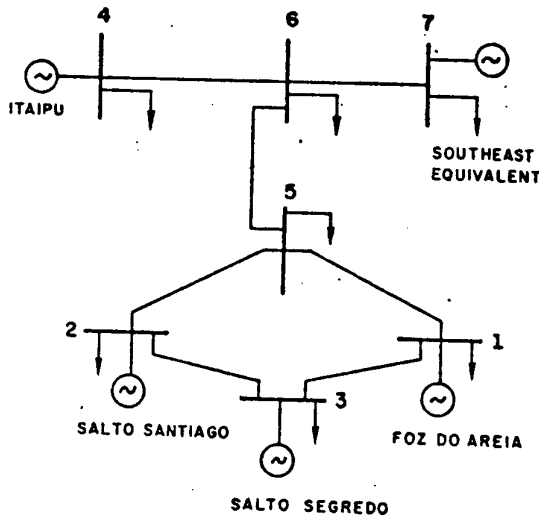 4
6
7
ITAIPU
SOUTHEAST
EQUIVALENT
5
2
1
3
SALTO SANTIAGO
FOZ DO AREIA
SALTO SEGREDO